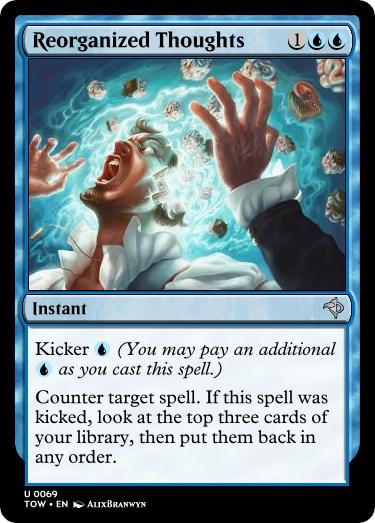 Reorganized Thoughts 1
Instant
Kicker (You may pay an additional
as you cast this spell.)
Counter target spell. If this spell was
kicked, look at the top three cards of
your library, then put them back in
any order.
U 0069
TOW • EN AlixBranwyn